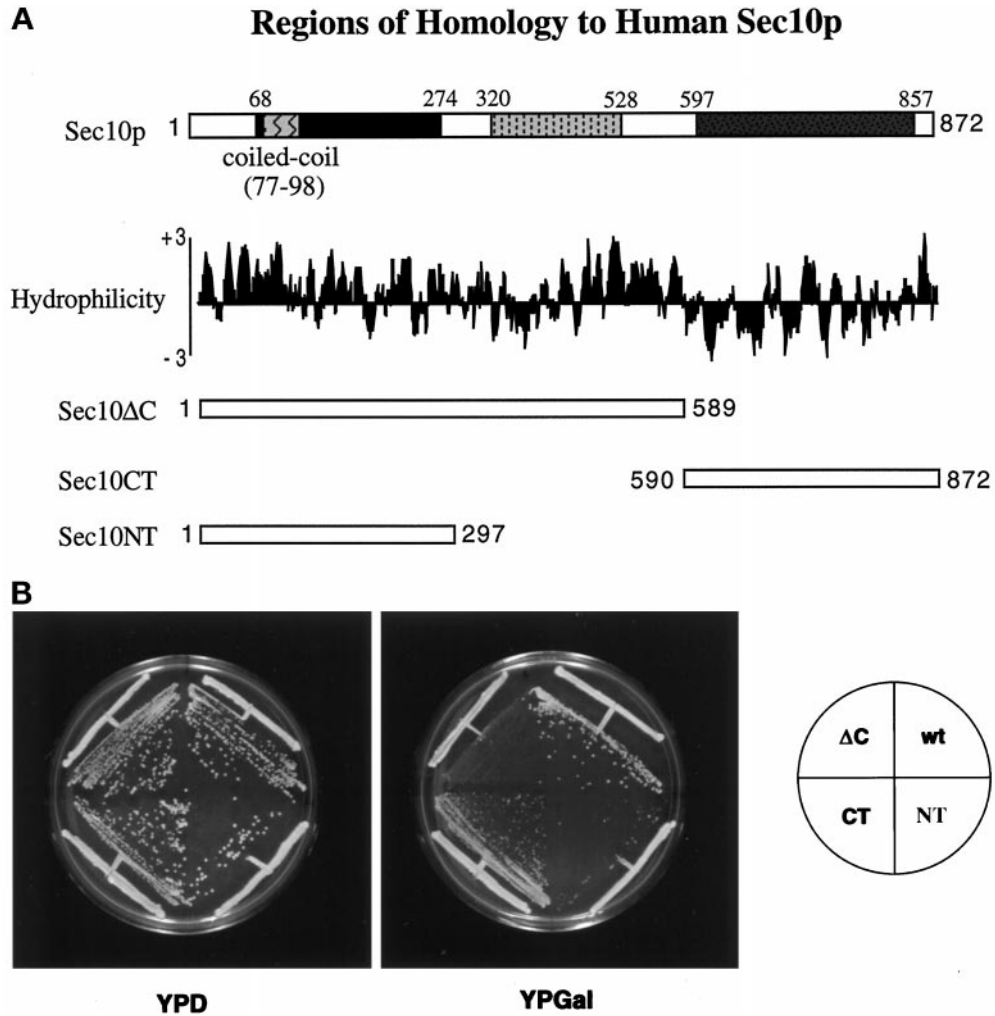 A
Regions of Homology to Human Sec10p
68 274 320 528 597 857
Sec10p 1 872
coiled-coil
(77-98)
+3
Hydrophilicity
- 3
Sec10ΔC 1 589
Sec10CT 590 872
Sec10NT 1 297
B
ΔC wt
CT NT
YPD YPGal